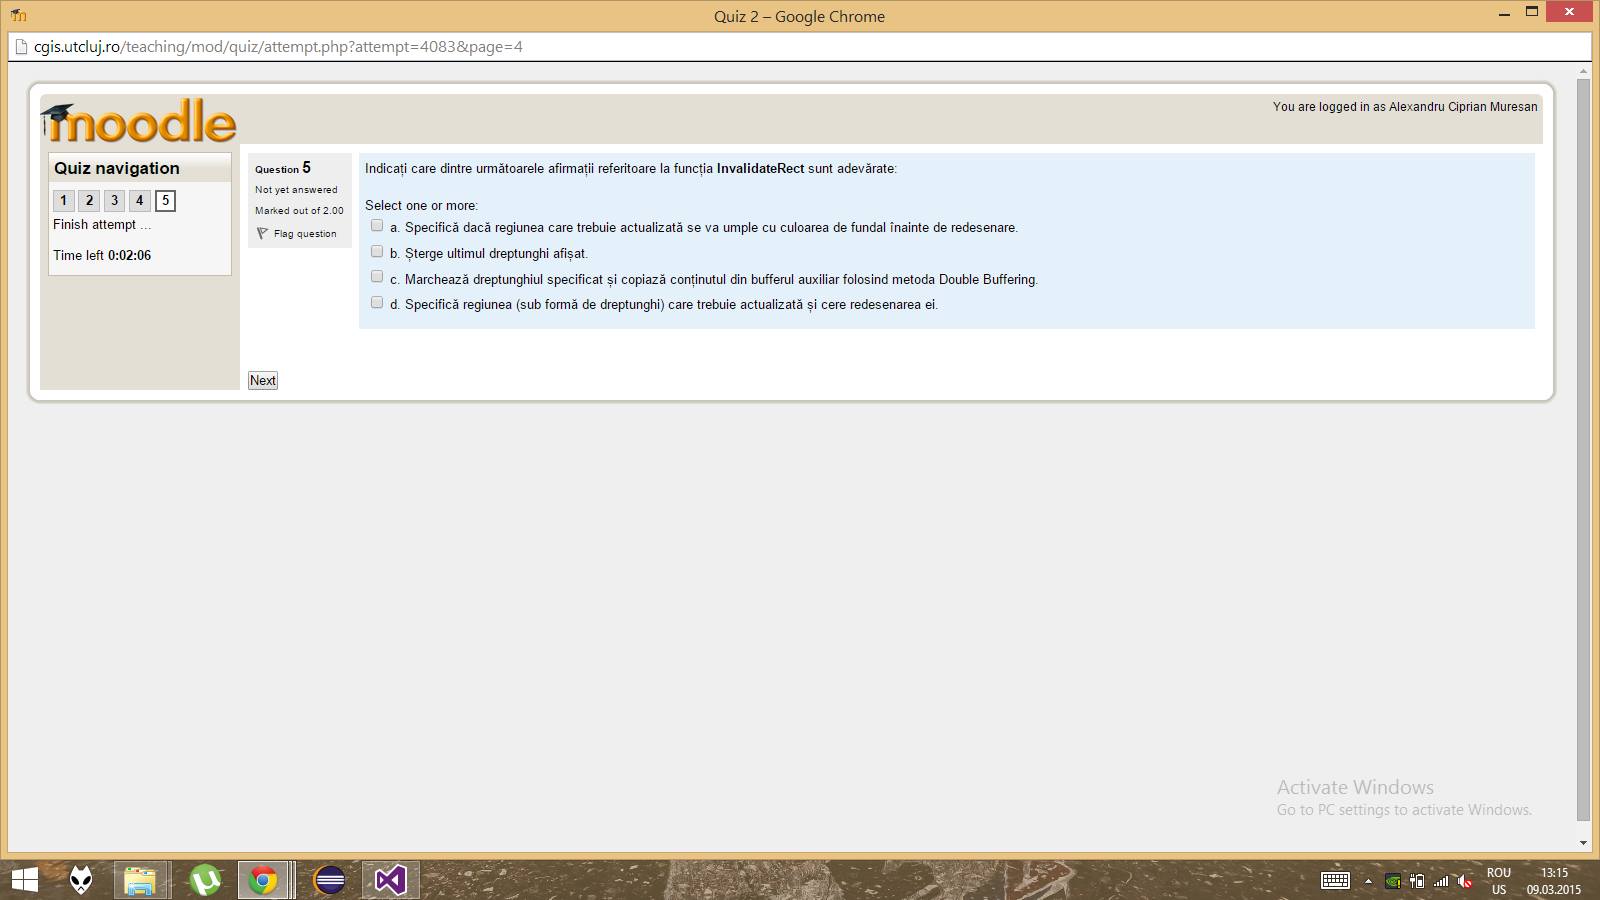 Quiz 2 – Google Chrome
cgis.utcluj.ro/teaching/mod/quiz/attempt.php?attempt=4083&page=4
moodle
You are logged in as Alexandru Ciprian Muresan
Quiz navigation
1 2 3 4 5
Finish attempt ...
Time left 0:02:06
Question 5
Not yet answered
Marked out of 2.00
Flag question
Indicați care dintre următoarele afirmații referitoare la funcția InvalidateRect sunt adevărate:
Select one or more:
a. Specifică dacă regiunea care trebuie actualizată se va umple cu culoarea de fundal înainte de redesenare.
b. Șterge ultimul dreptunghi afișat.
c. Marchează dreptunghiul specificat și copiază conținutul din bufferul auxiliar folosind metoda Double Buffering.
d. Specifică regiunea (sub formă de dreptunghi) care trebuie actualizată și cere redesenarea ei.
Next
Activate Windows
Go to PC settings to activate Windows.
ROU
US
13:15
09.03.2015